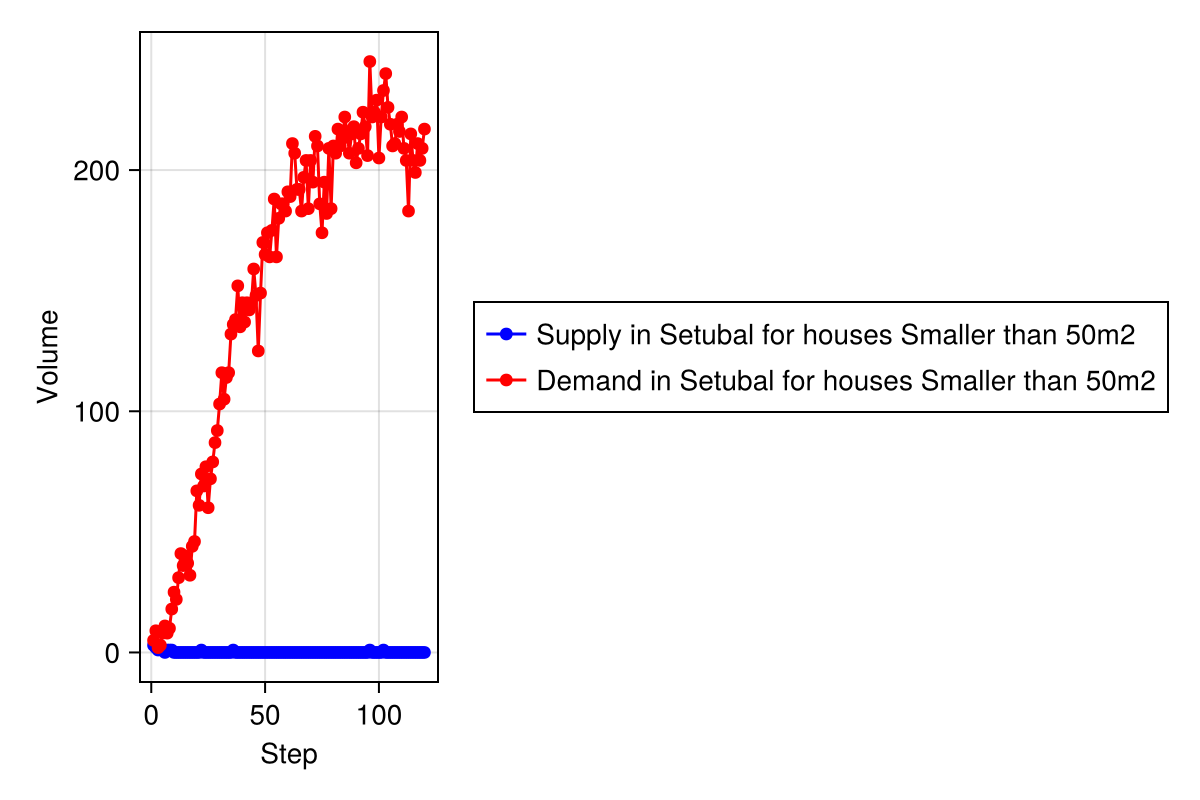 Volume
200
100
0
0 50 100
Step
Supply in Setubal for houses Smaller than 50m2
Demand in Setubal for houses Smaller than 50m2